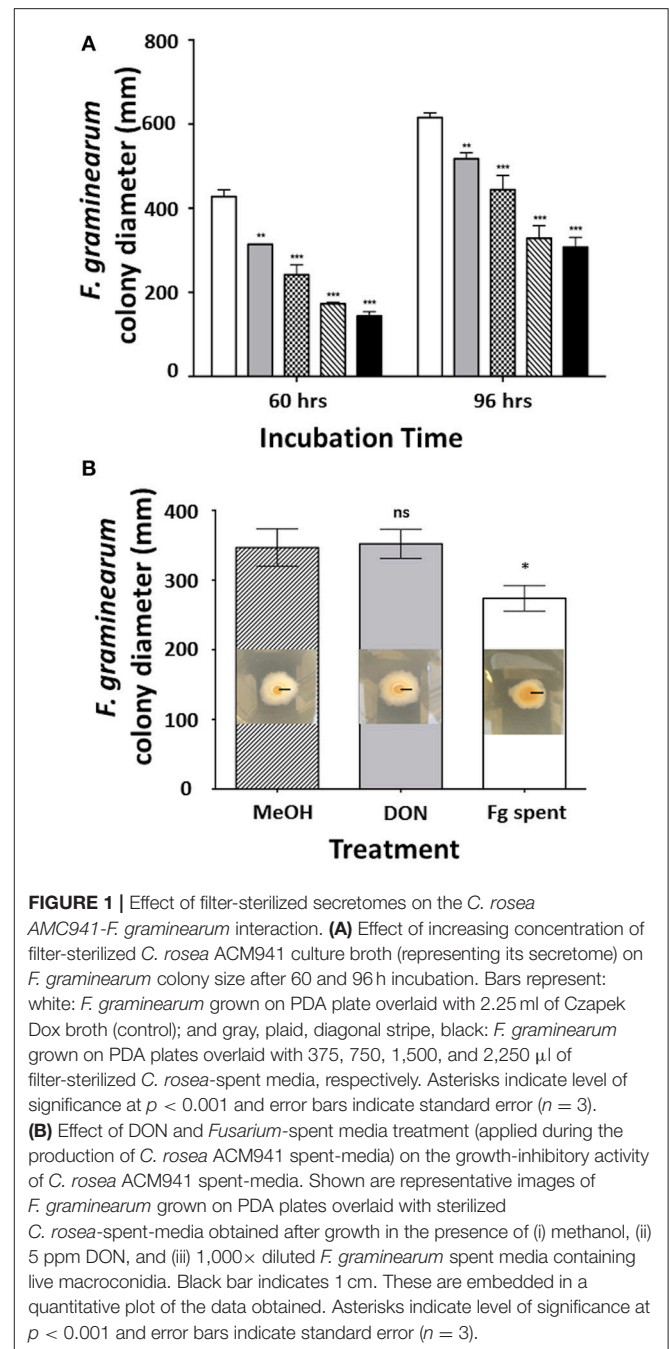 A
F. graminearum
colony diameter (mm)
800
600
400
200
0
** *** *** ***
** *** *** ***
60 hrs 96 hrs
Incubation Time
B
F. graminearum
colony diameter (mm)
400
300
200
100
0
ns
*
MeOH DON Fg spent
Treatment
FIGURE 1 | Effect of filter-sterilized secretomes on the C. rosea
AMC941-F. graminearum interaction. (A) Effect of increasing concentration of
filter-sterilized C. rosea ACM941 culture broth (representing its secretome) on
F. graminearum colony size after 60 and 96 h incubation. Bars represent:
white: F. graminearum grown on PDA plate overlaid with 2.25 ml of Czapek
Dox broth (control); and gray, plaid, diagonal stripe, black: F. graminearum
grown on PDA plates overlaid with 375, 750, 1,500, and 2,250 µl of
filter-sterilized C. rosea-spent media, respectively. Asterisks indicate level of
significance at p < 0.001 and error bars indicate standard error (n = 3).
(B) Effect of DON and Fusarium-spent media treatment (applied during the
production of C. rosea ACM941 spent-media) on the growth-inhibitory activity
of C. rosea ACM941 spent-media. Shown are representative images of
F. graminearum grown on PDA plates overlaid with sterilized
C. rosea-spent-media obtained after growth in the presence of (i) methanol, (ii)
5 ppm DON, and (iii) 1,000× diluted F. graminearum spent media containing
live macroconidia. Black bar indicates 1 cm. These are embedded in a
quantitative plot of the data obtained. Asterisks indicate level of significance at
p < 0.001 and error bars indicate standard error (n = 3).